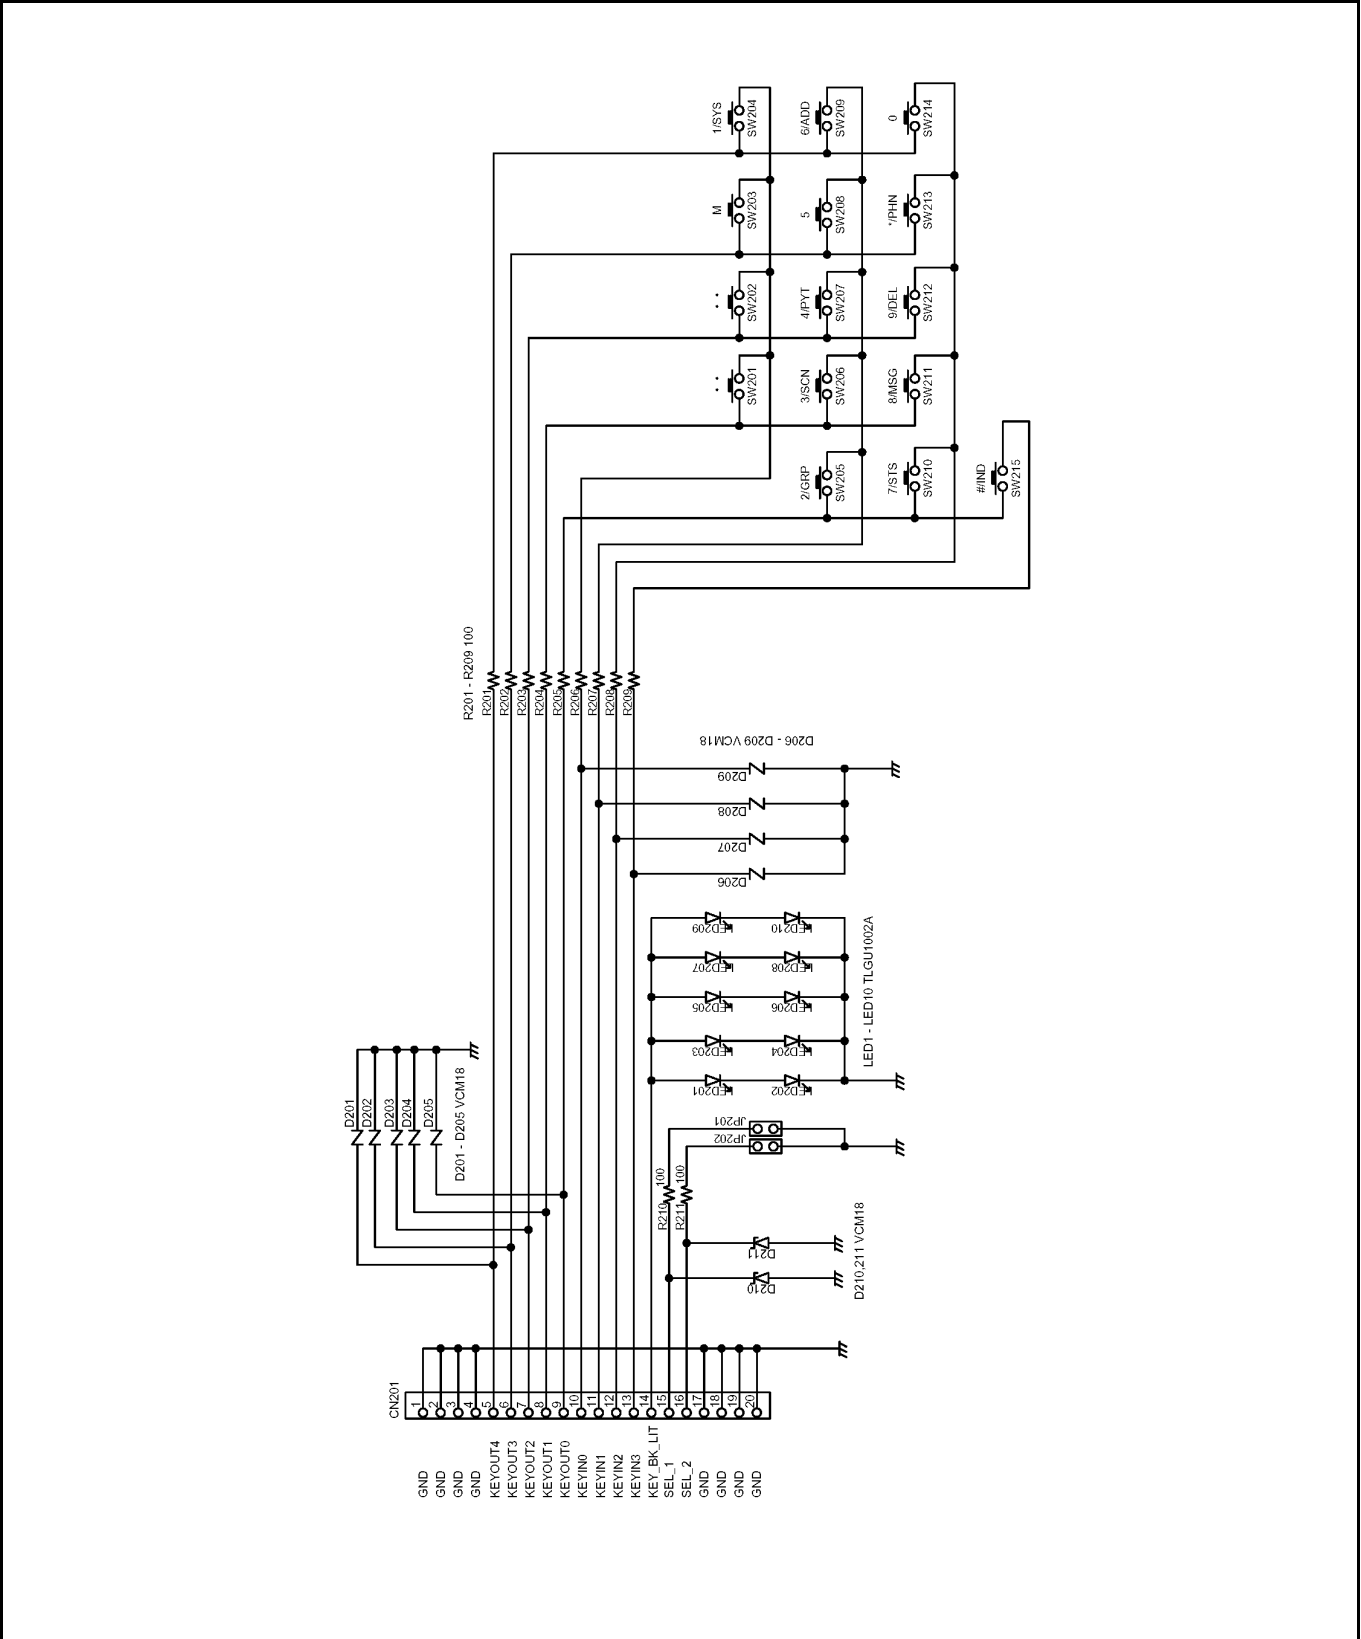 1/SYS
SW204
6/ADD
SW209
0
SW214
M
SW203
5
SW208
*/PHN
SW213
SW202
4/PYT
SW207
9/DEL
SW212
SW201
3/SCN
SW206
8/MSG
SW211
2/GRP
SW205
7/STS
SW210
#/IND
SW215
R201 - R209 100
R201
R202
R203
R204
R205
R206
R207
R208
R209
D206 - D209 VCM18
D209
D208
D207
D206
LED209
LED210
LED207
LED208
LED205
LED206
LED203
LED204
LED201
LED202
LED1 - LED10 TLGU1002A
D201
D202
D203
D204
D205
D201 - D205 VCM18
JP201
JP202
R210
100
R211
100
D211
D210
D210,211 VCM18
CN201
1
2
3
4
5
6
7
8
9
10
11
12
13
14
15
16
17
18
19
20
GND
GND
GND
GND
KEYOUT4
KEYOUT3
KEYOUT2
KEYOUT1
KEYOUT0
KEYIN0
KEYIN1
KEYIN2
KEYIN3
KEY_BK_LIT
SEL_1
SEL_2
GND
GND
GND
GND